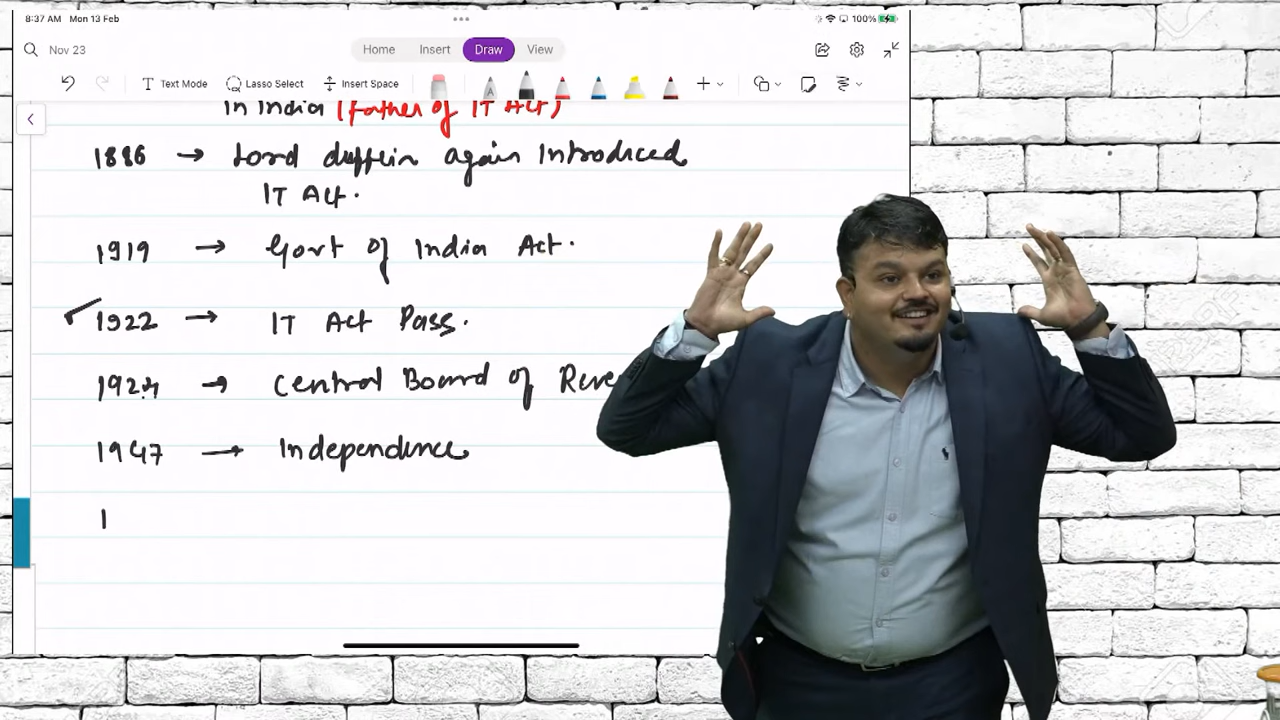 8:37 AM Mon 13 Feb
100%
Nov 23
Home Insert Draw View
Text Mode Lasso Select Insert Space
In India (father of IT Act)
1886 → Lord duffein again Introduced
IT Act.
1919 → Govt of India Act.
1922 → IT Act Pass.
1924 → Central Board of Reve
1947 → Independence
1